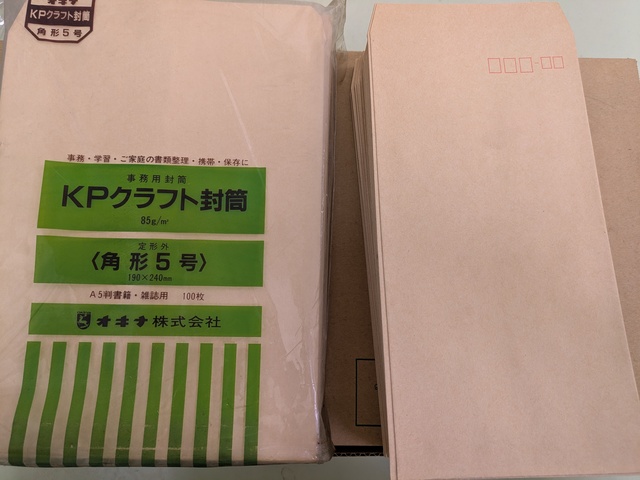 オキナ
KPクラフト封筒
角形5号
事務・学習・ご家庭の書類整理・携帯・保存に
事務用封筒
KPクラフト封筒
85g/m²
定形外
〈角形5号〉
190×240mm
A5判書籍・雑誌用 100枚
オキナ株式会社